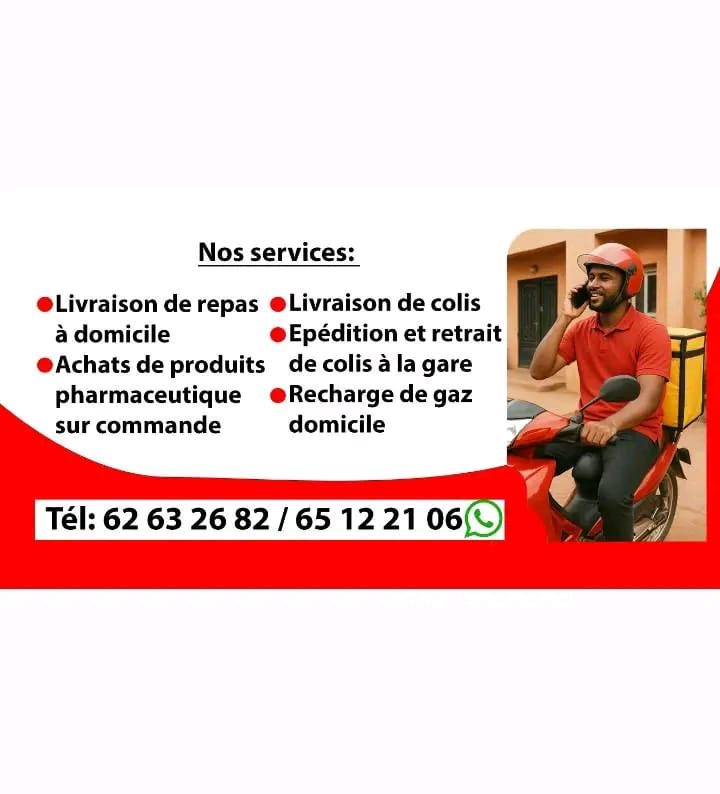 Nos services:
Livraison de repas
à domicile
Achats de produits
pharmaceutique
sur commande
Livraison de colis
Epédition et retrait
de colis à la gare
Recharge de gaz
domicile
Tél: 62 63 26 82 / 65 12 21 06